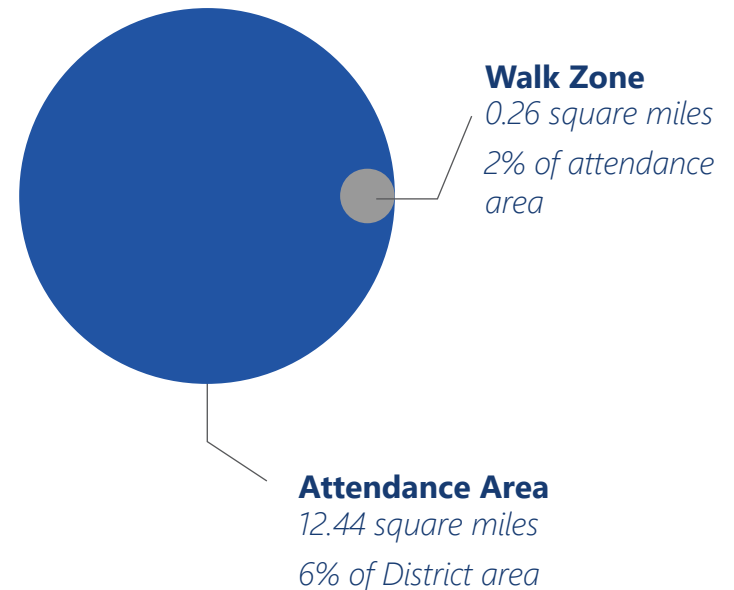 Walk Zone
0.26 square miles
2% of attendance
area
Attendance Area
12.44 square miles
6% of District area